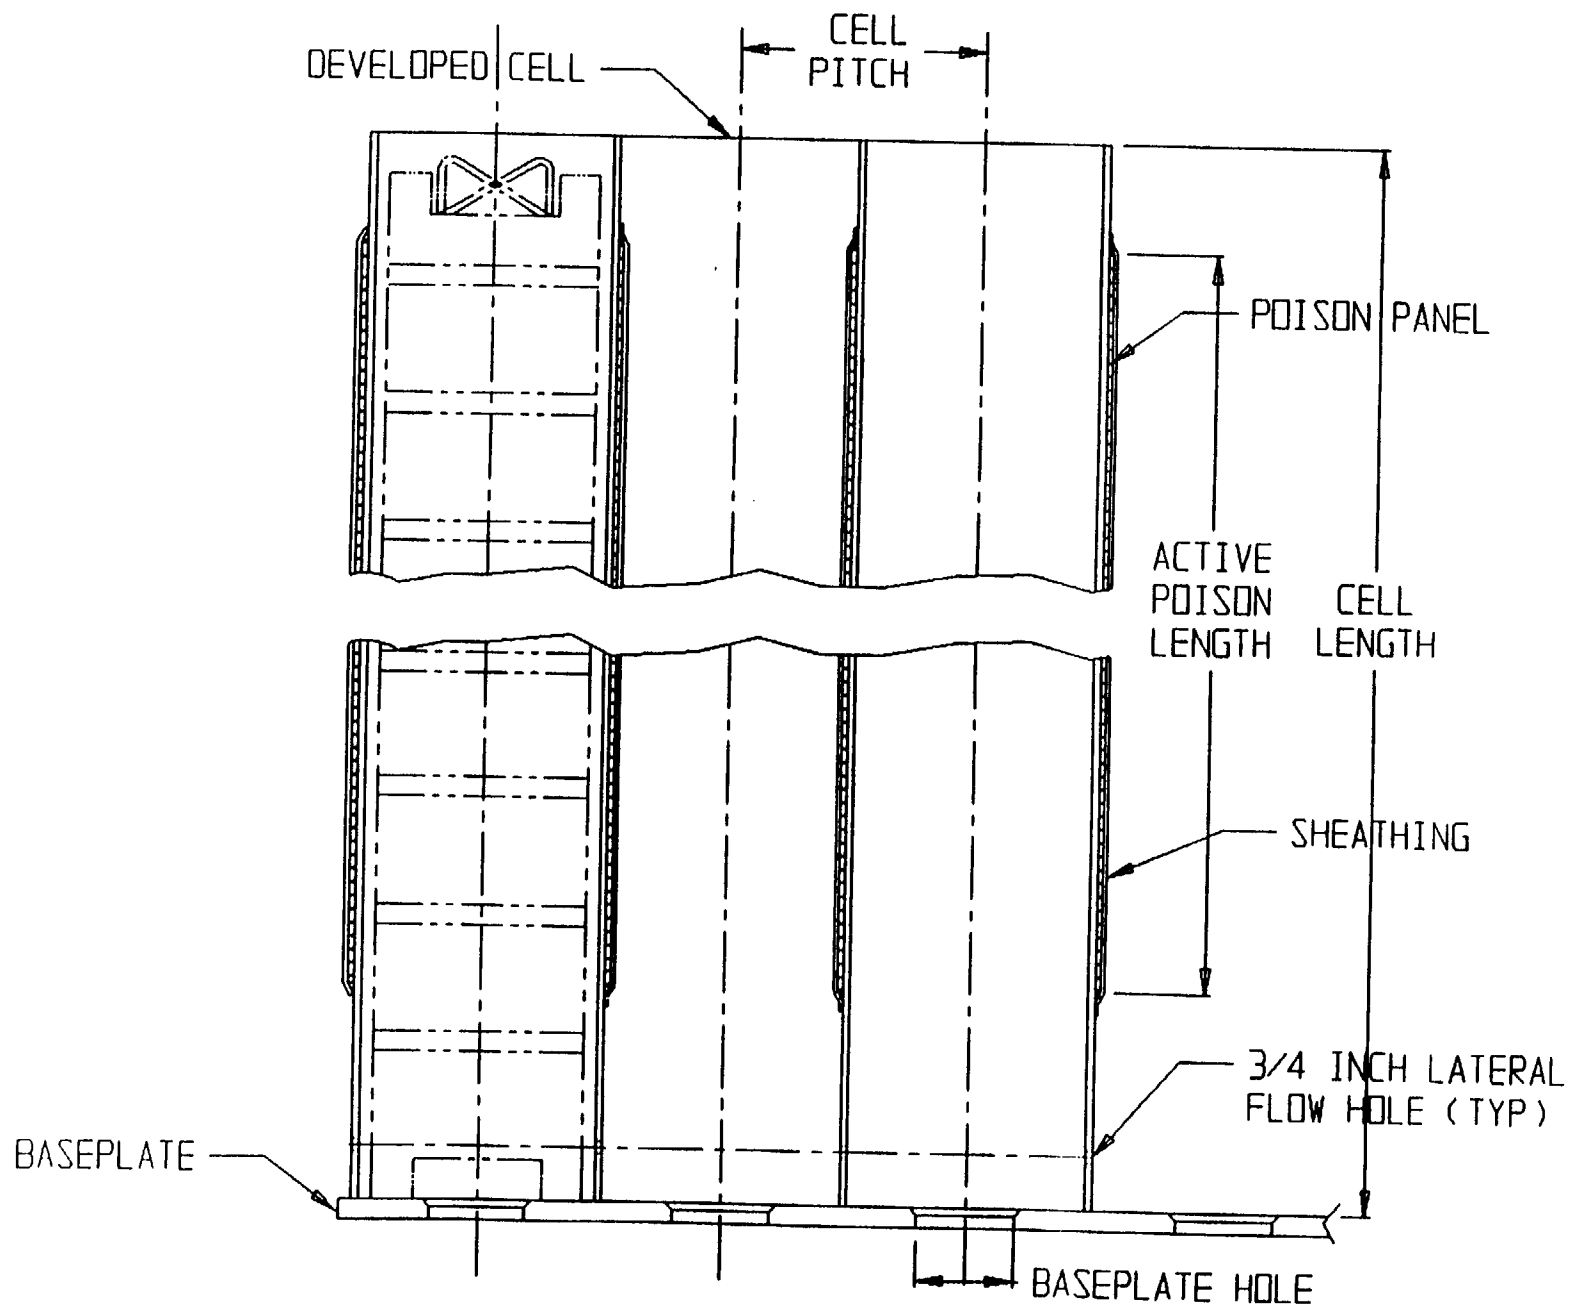 CELL
PITCH
DEVELOPED CELL
POISON PANEL
ACTIVE
POISON
LENGTH
CELL
LENGTH
SHEATHING
3/4 INCH LATERAL
FLOW HOLE (TYP)
BASEPLATE
BASEPLATE HOLE